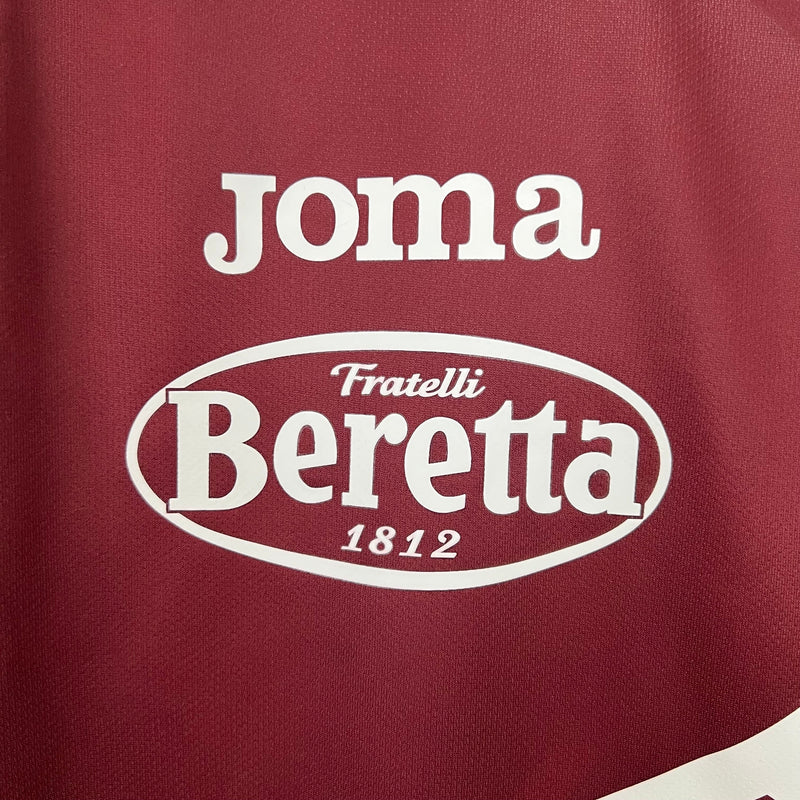 Joma
Fratelli
Beretta
1812